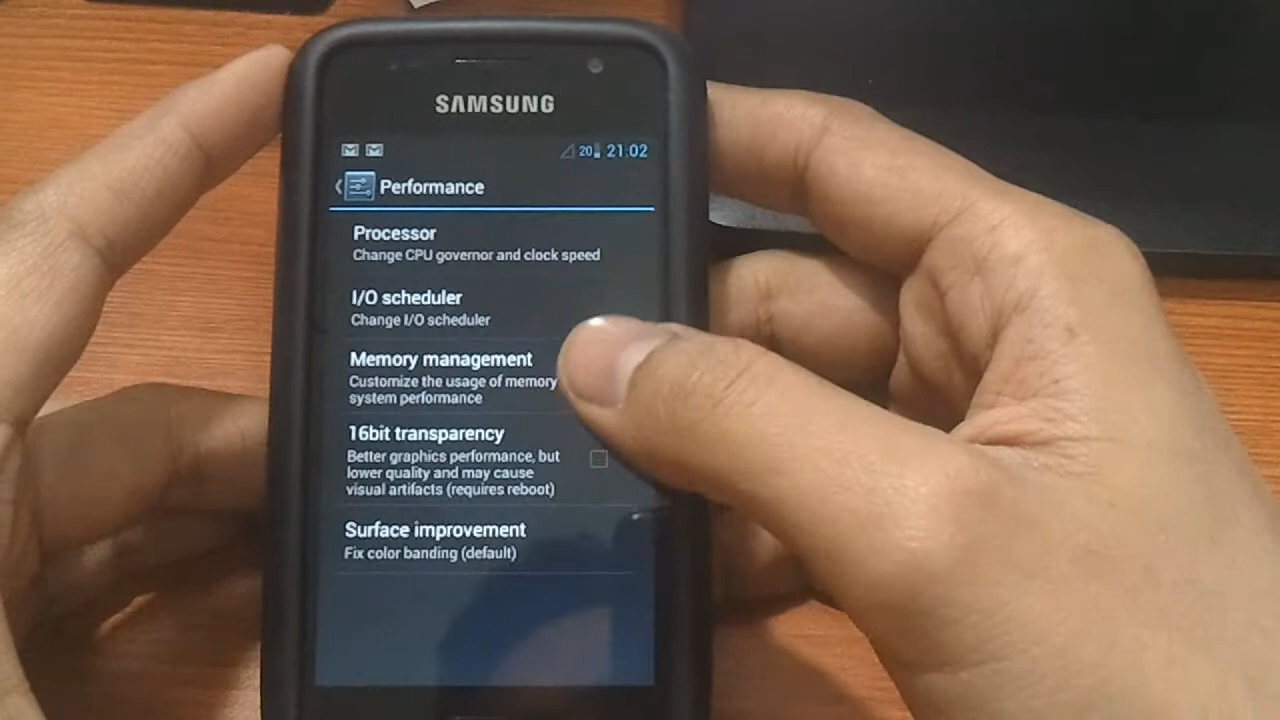 SAMSUNG
20 21:02
Performance
Processor
Change CPU governor and clock speed
I/O scheduler
Change I/O scheduler
Memory management
Customize the usage of memory
system performance
16bit transparency
Better graphics performance, but
lower quality and may cause
visual artifacts (requires reboot)
Surface improvement
Fix color banding (default)